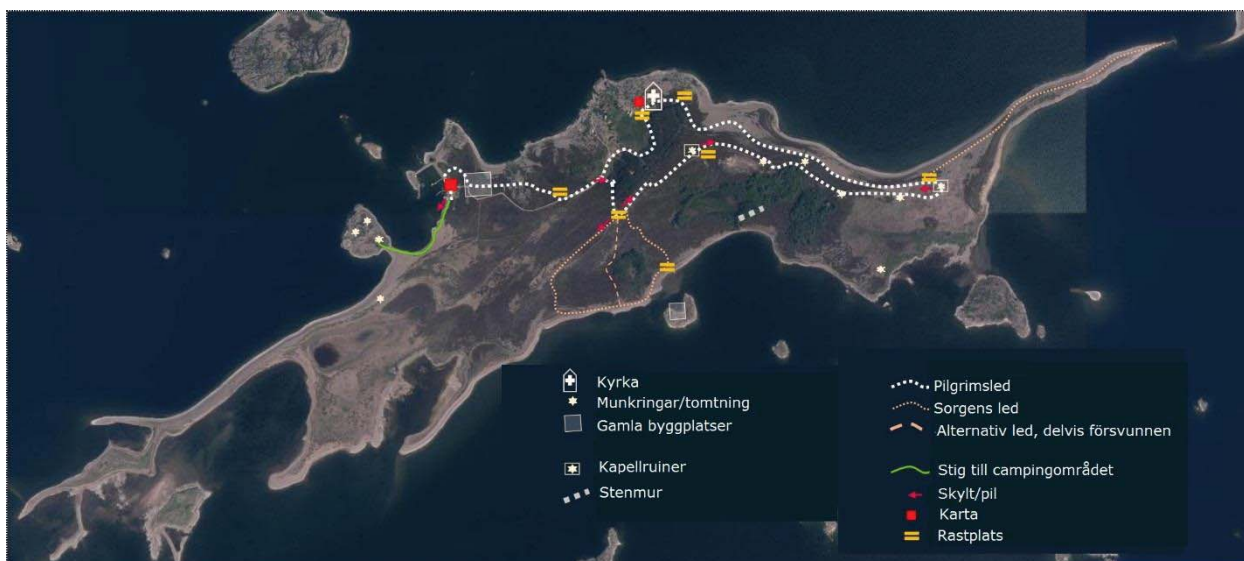 Kyrka
Munkringar/tomtning
Gamla byggplatser
Kapellruiner
Stenmur
Pilgrimsled
Sorgens led
Alternativ led, delvis försvunnen
Stig till campingområdet
Skylt/pil
Karta
Rastplats